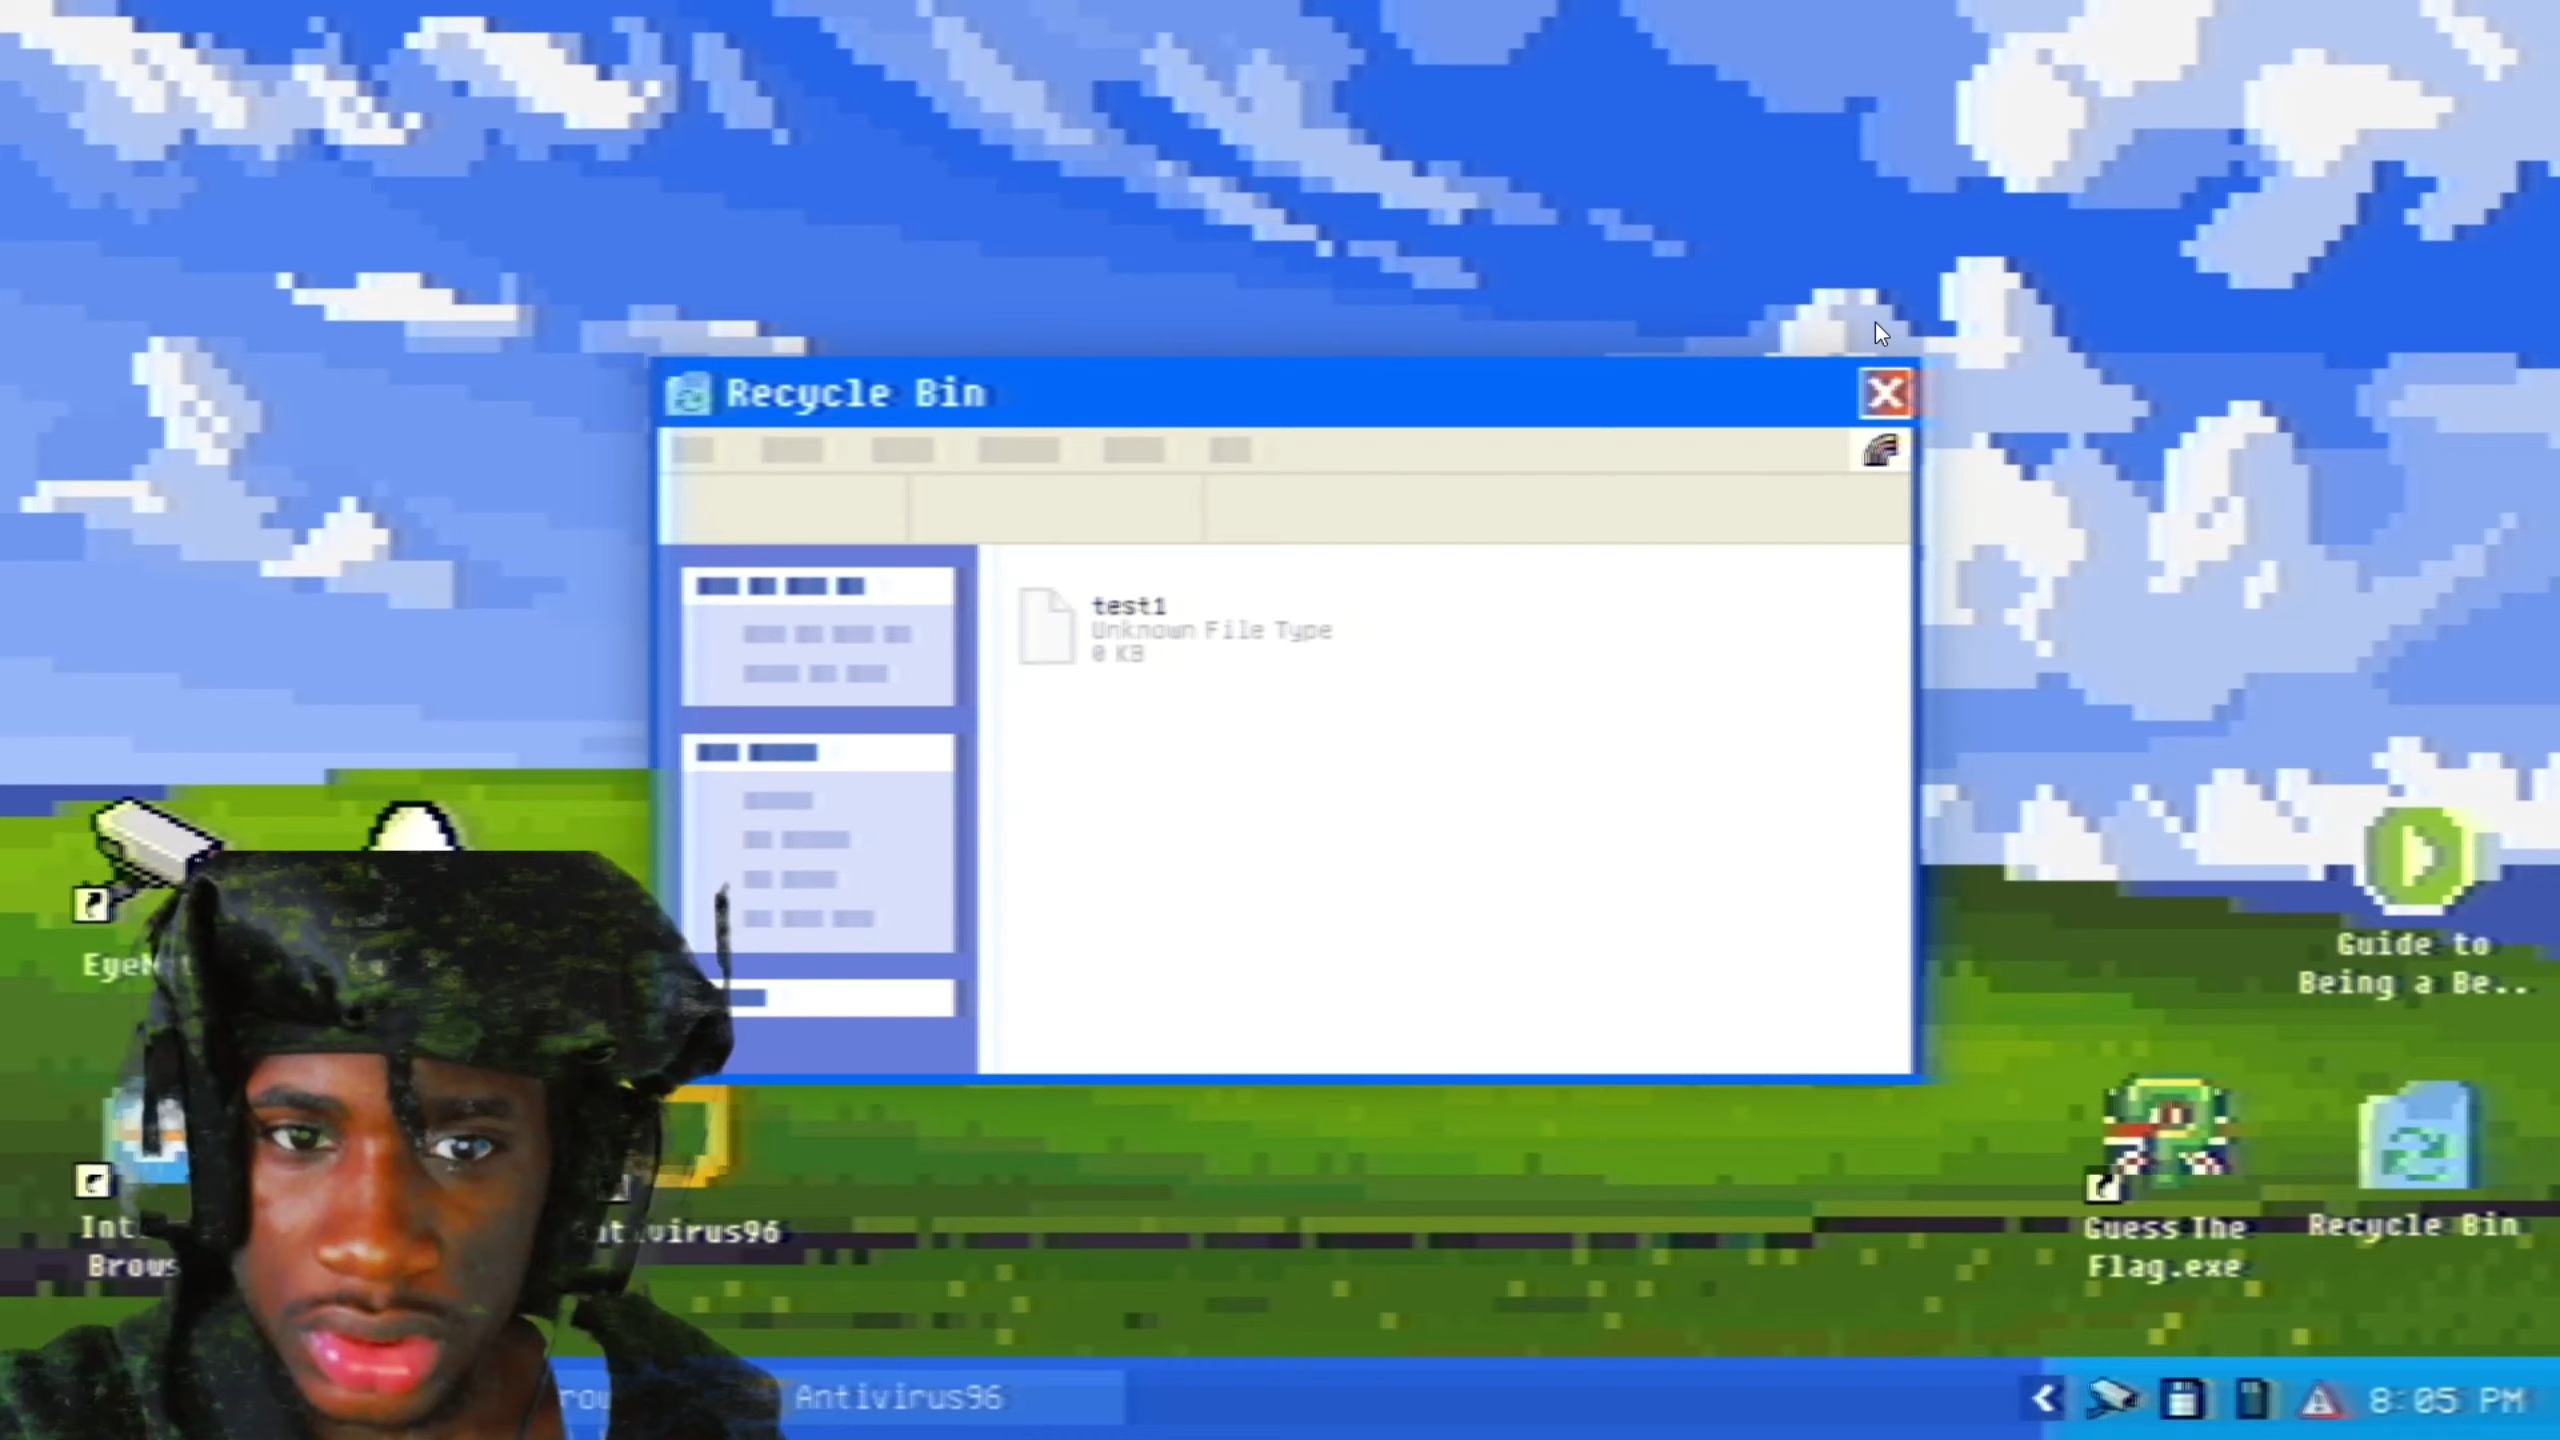 Recycle Bin
test1
Unknown File Type
0 KB
Guide to
Being a Be..
Antivirus96
Guess The
Flag.exe
Recycle Bin
Antivirus96
8:05 PM